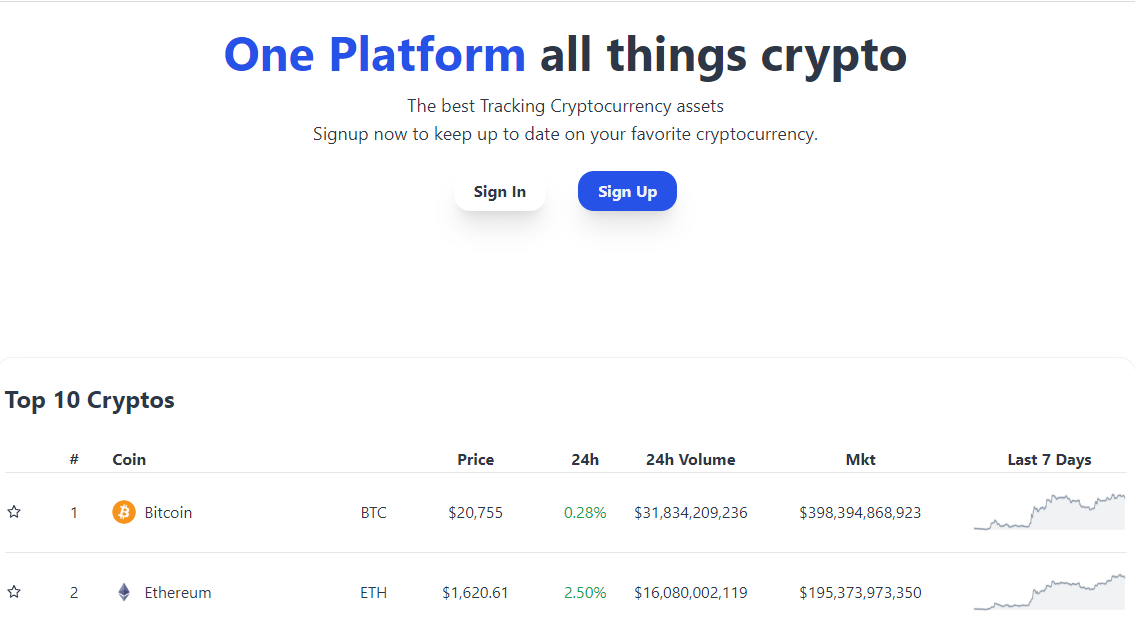 One Platform all things crypto
The best Tracking Cryptocurrency assets
Signup now to keep up to date on your favorite cryptocurrency.
Sign In Sign Up
Top 10 Cryptos
# Coin Price 24h 24h Volume Mkt Last 7 Days
1 Bitcoin BTC $20,755 0.28% $31,834,209,236 $398,394,868,923
2 Ethereum ETH $1,620.61 2.50% $16,080,002,119 $195,373,973,350